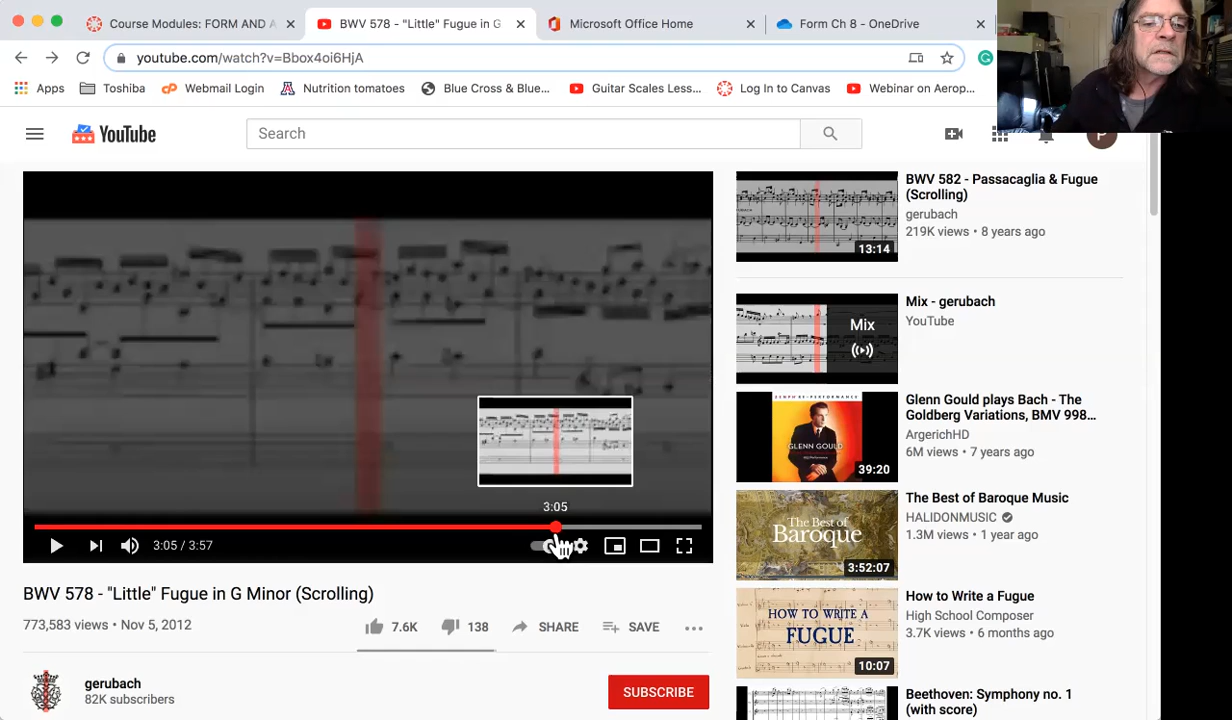 Course Modules: FORM AND A
BWV 578 - "Little" Fugue in G
Microsoft Office Home
Form Ch 8 - OneDrive
youtube.com/watch?v=Bbox4oi6HjA
Apps
Toshiba
Webmail Login
Nutrition tomatoes
Blue Cross & Blue...
Guitar Scales Less...
Log In to Canvas
Webinar on Aerop...
YouTube
Search
P
3:05
3:05 / 3:57
BWV 578 - "Little" Fugue in G Minor (Scrolling)
773,583 views • Nov 5, 2012
7.6K
138
SHARE
SAVE
gerubach
82K subscribers
SUBSCRIBE
BWV 582 - Passacaglia & Fugue
(Scrolling)
gerubach
219K views • 8 years ago
13:14
Mix - gerubach
YouTube
Mix
Glenn Gould plays Bach - The
Goldberg Variations, BMV 998...
ArgerichHD
6M views • 7 years ago
GLENN GOULD
39:20
The Best of Baroque Music
HALIDONMUSIC
1.3M views • 1 year ago
The Best of
Baroque
3:52:07
How to Write a Fugue
High School Composer
3.7K views • 6 months ago
HOW TO WRITE A
FUGUE
10:07
Beethoven: Symphony no. 1
(with score)